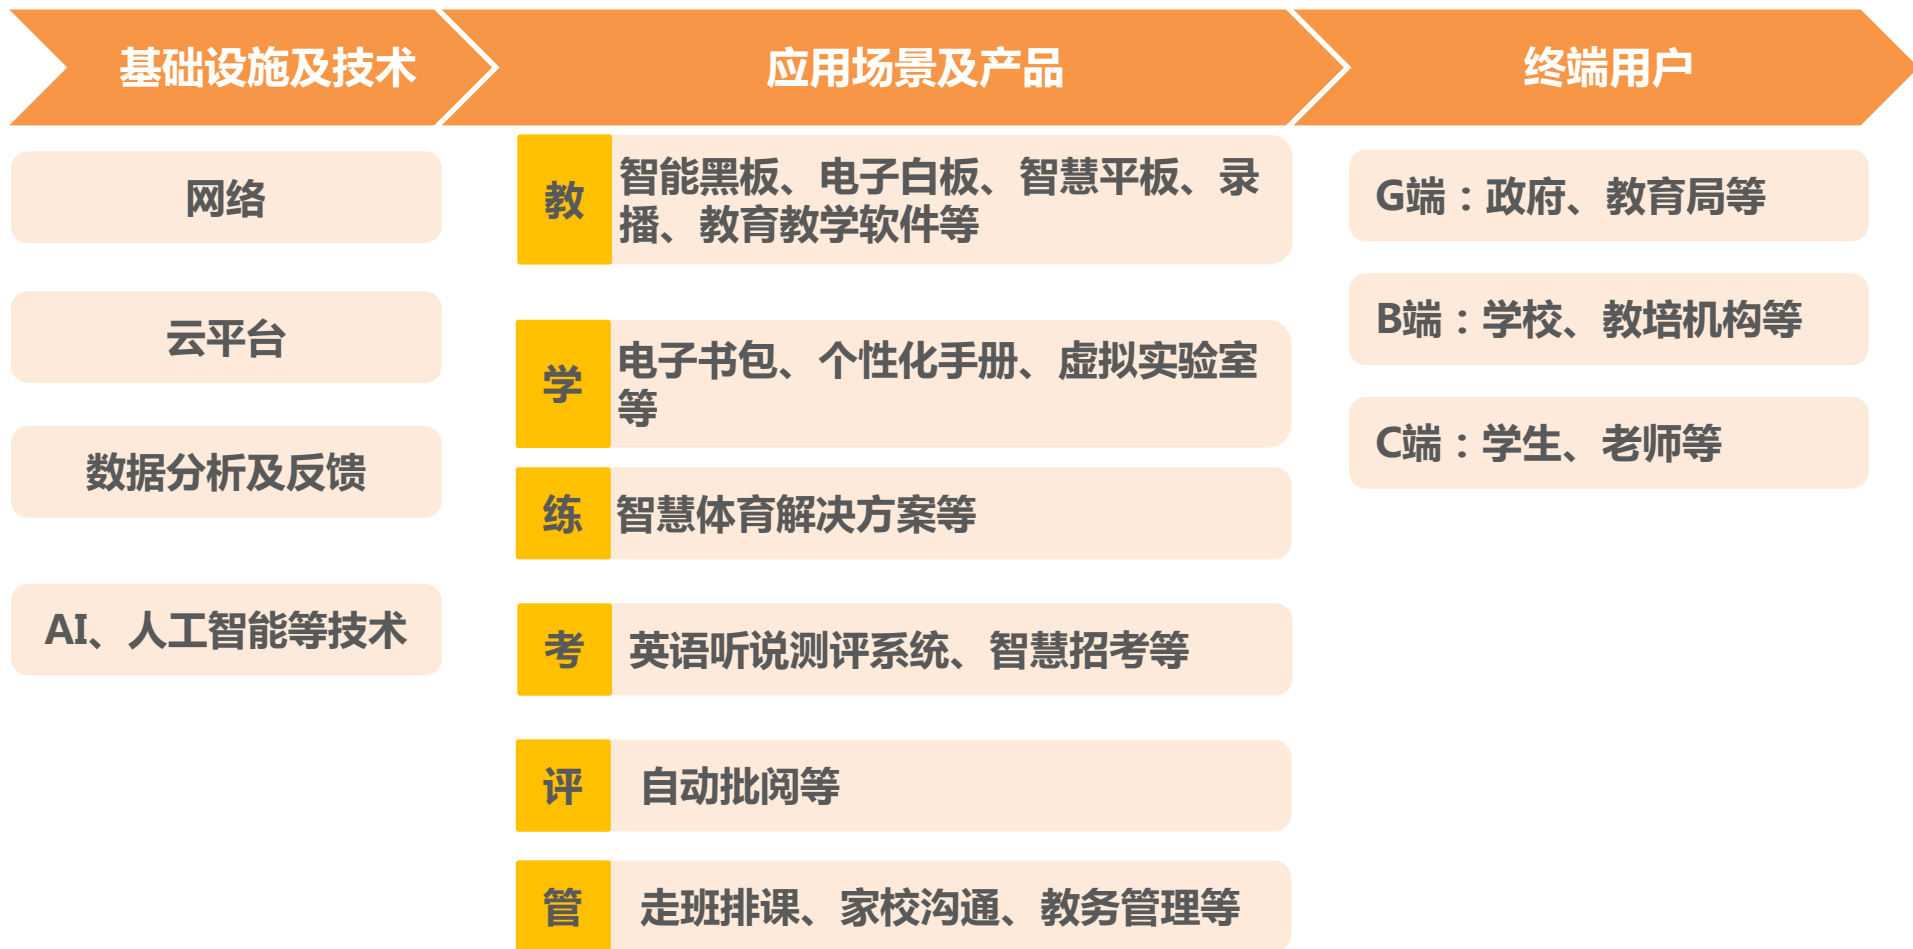 基础设施及技术
应用场景及产品
终端用户
网络
云平台
数据分析及反馈
AI、人工智能等技术
教
智能黑板、电子白板、智慧平板、录
播、教育教学软件等
学
电子书包、个性化手册、虚拟实验室
等
练
智慧体育解决方案等
考
英语听说测评系统、智慧招考等
评
自动批阅等
管
走班排课、家校沟通、教务管理等
G端：政府、教育局等
B端：学校、教培机构等
C端：学生、老师等